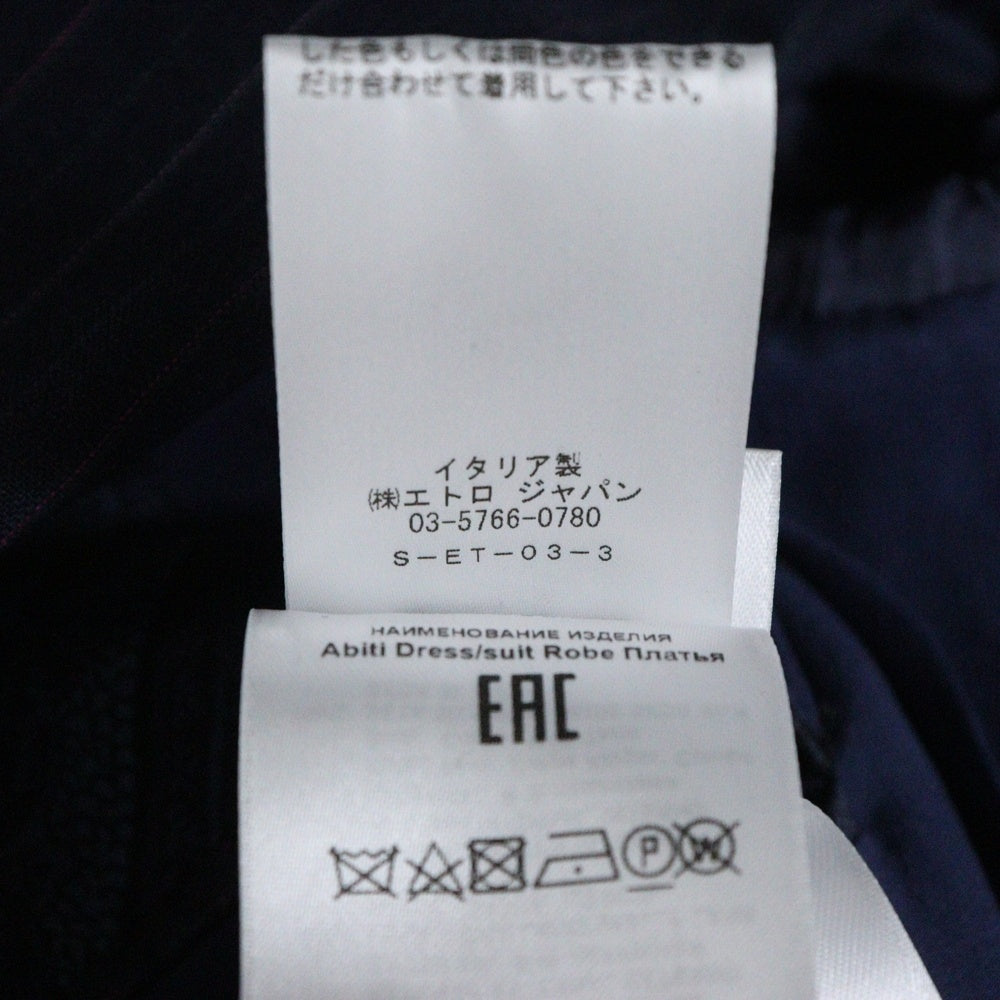 した色もしくは同色の色をできる
だけ合わせて着用して下さい。
イタリア製
㈱エトロ ジャパン
03-5766-0780
S-ET-03-3
НАИМЕНОВАНИЕ ИЗДЕЛИЯ
Abiti Dress/suit Robe Платья
EAC
P W